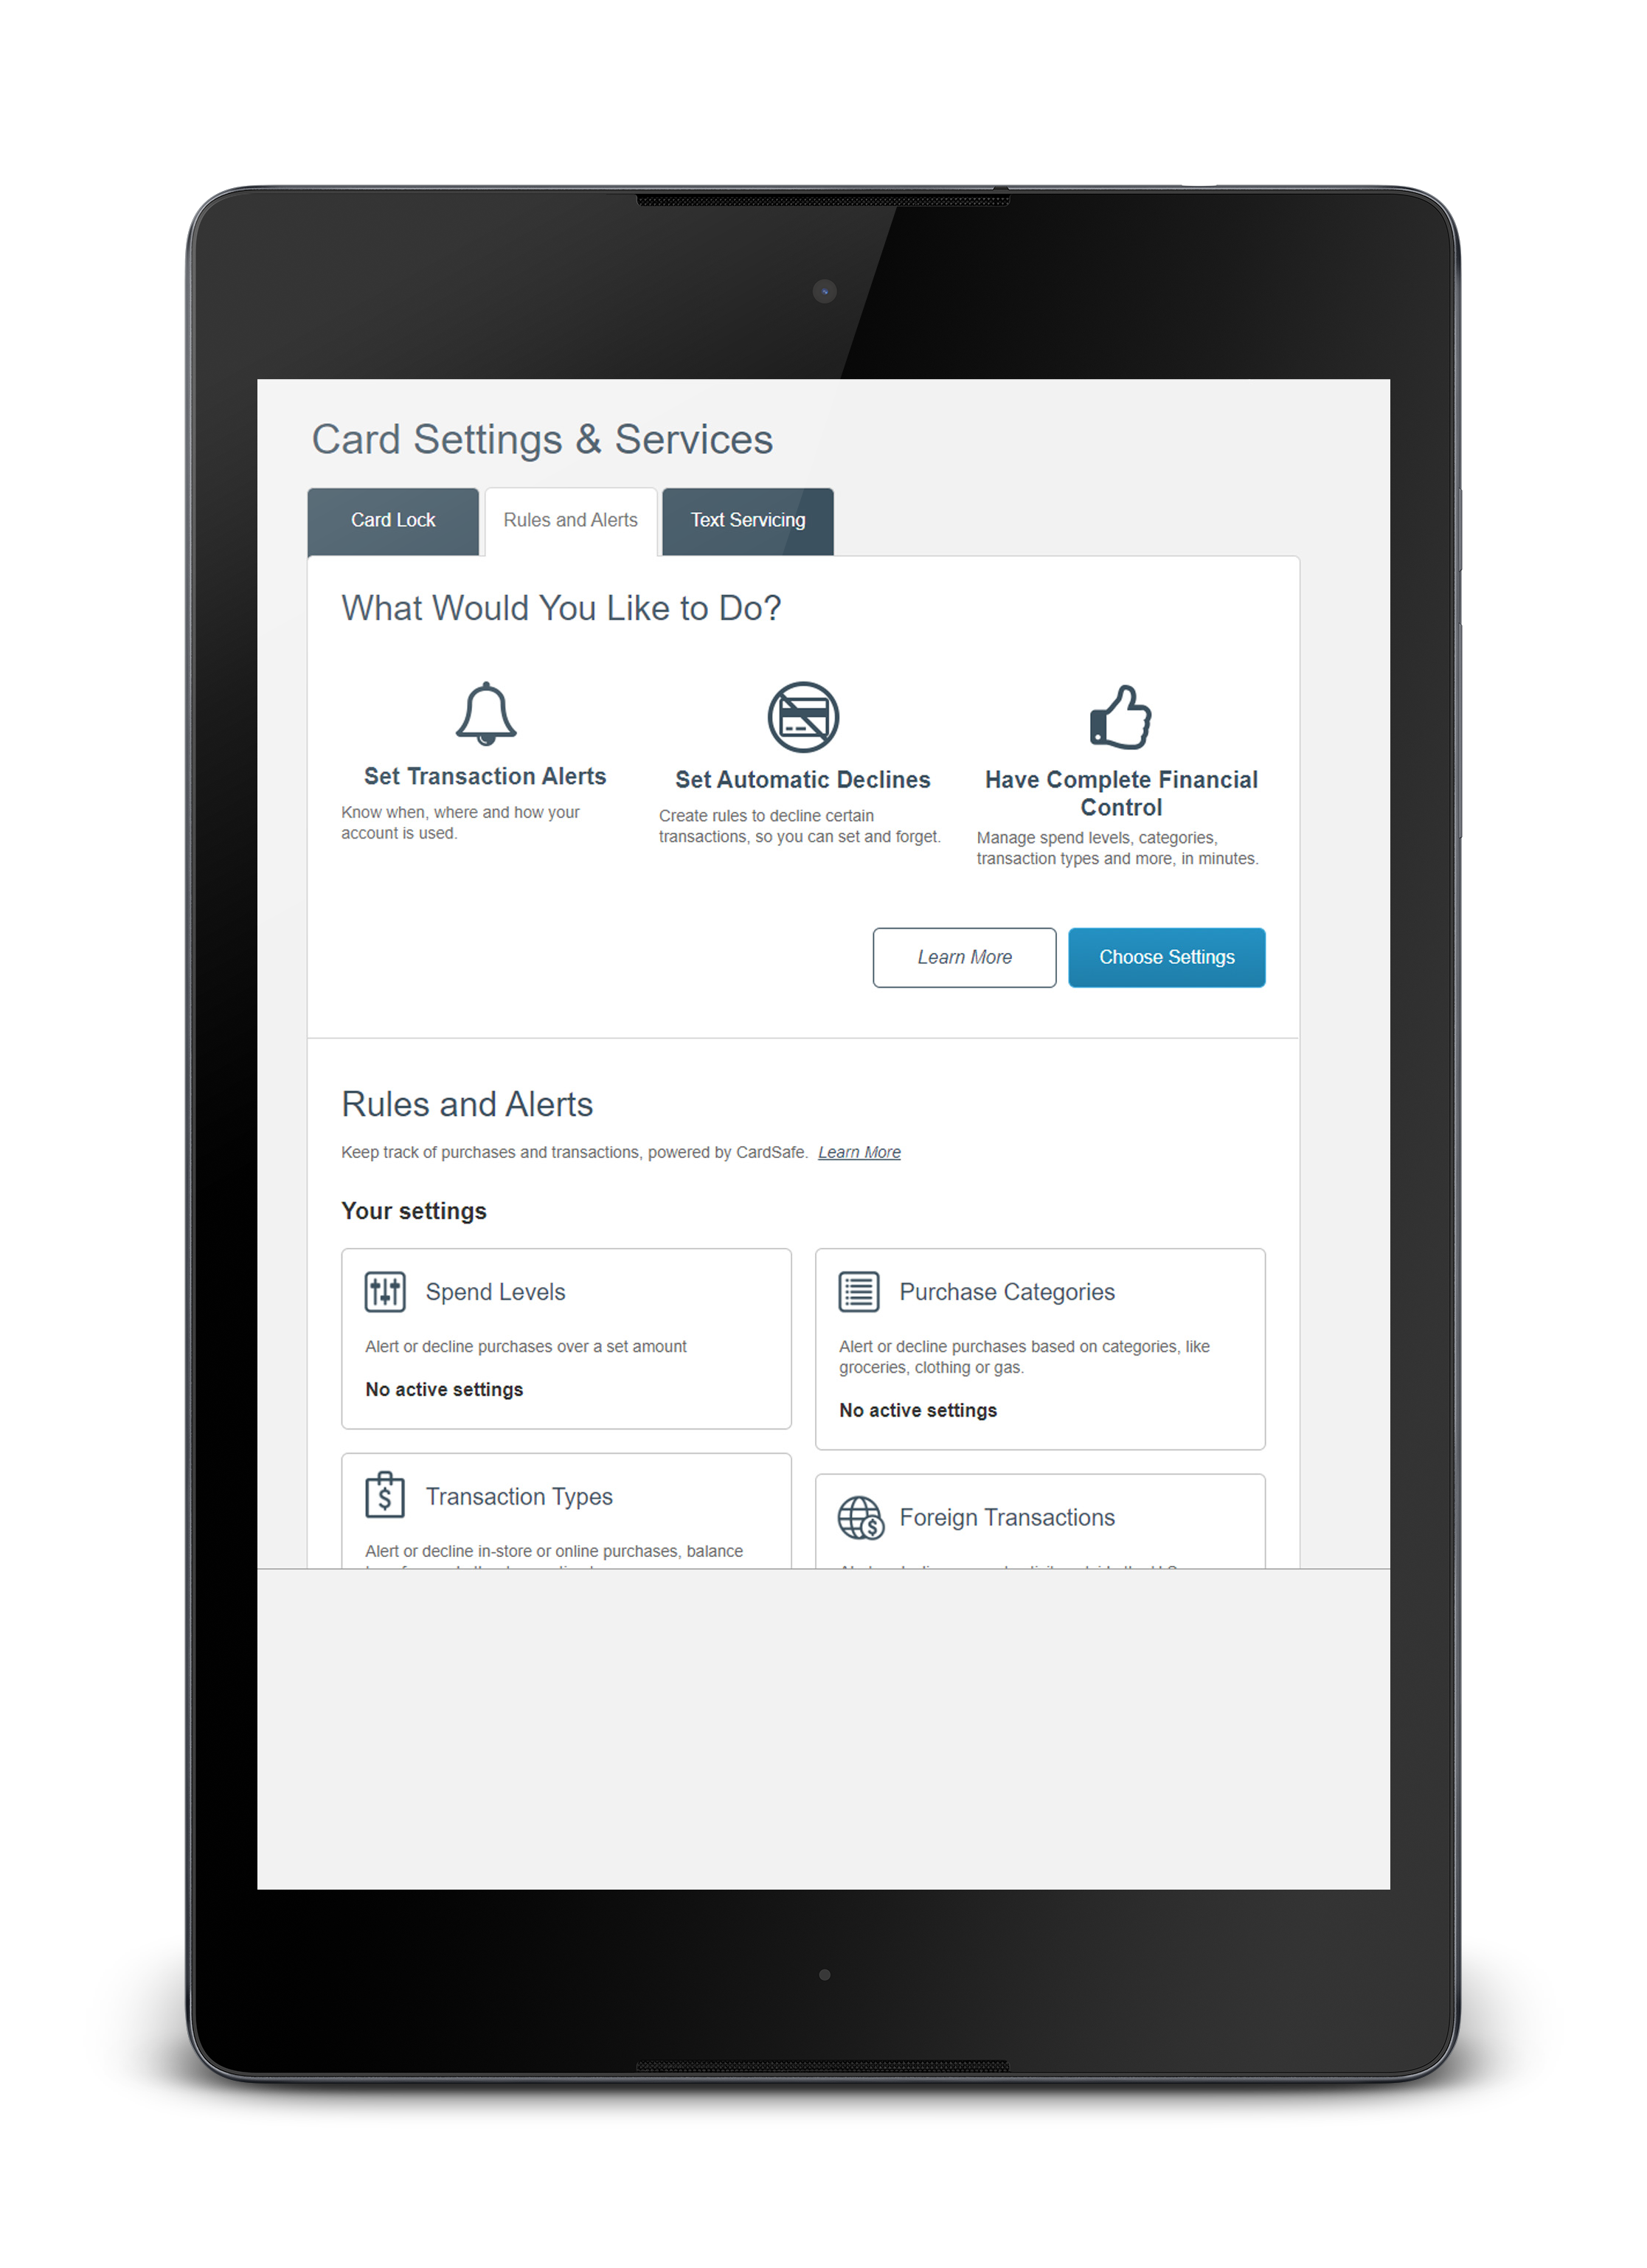 Card Settings & Services
Card Lock
Rules and Alerts
Text Servicing
What Would You Like to Do?
Set Transaction Alerts
Know when, where and how your
account is used.
Set Automatic Declines
Create rules to decline certain
transactions, so you can set and forget.
Have Complete Financial
Control
Manage spend levels, categories,
transaction types and more, in minutes.
Learn More
Choose Settings
Rules and Alerts
Keep track of purchases and transactions, powered by CardSafe. Learn More
Your settings
Spend Levels
Alert or decline purchases over a set amount
No active settings
Purchase Categories
Alert or decline purchases based on categories, like
groceries, clothing or gas.
No active settings
Transaction Types
Alert or decline in-store or online purchases, balance
Foreign Transactions